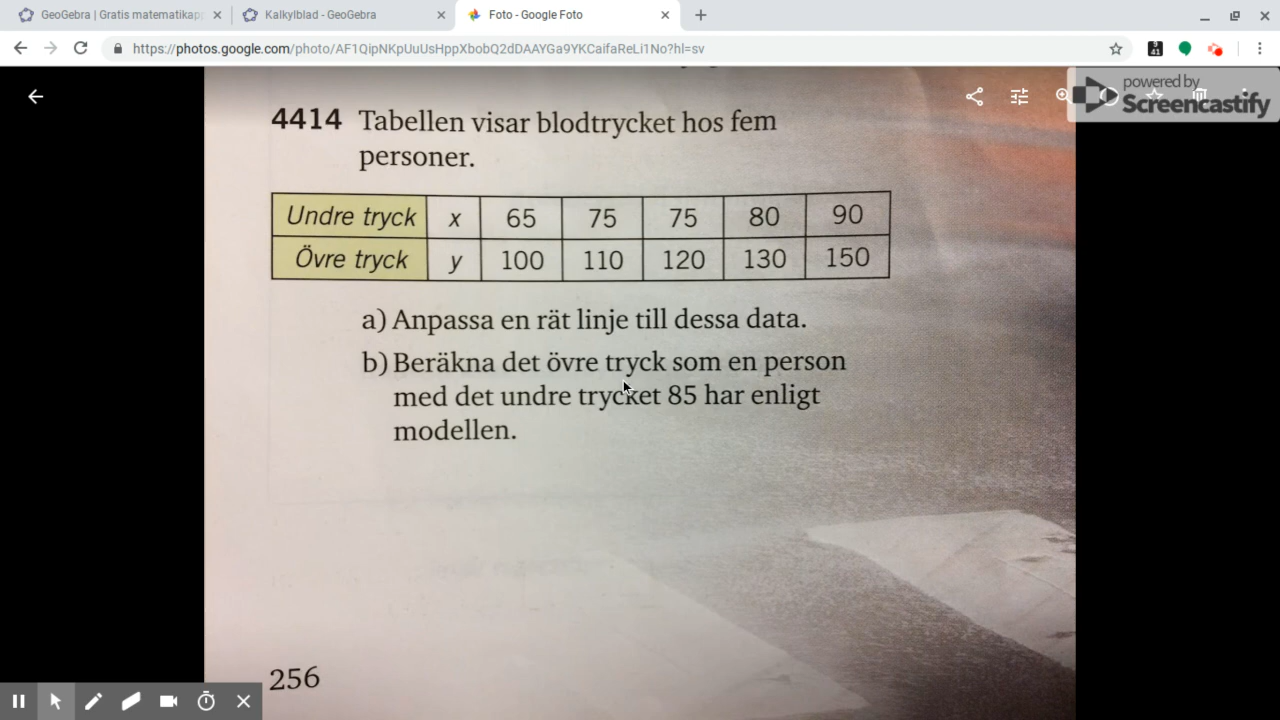 GeoGebra | Gratis matematikap
Kalkylblad - GeoGebra
Foto - Google Foto
https://photos.google.com/photo/AF1QipNKpUuUsHppXbobQ2dDAAYGa9YKCaifaReLi1No?hl=sv
powered by
Screencastify
4414 Tabellen visar blodtrycket hos fem
personer.
Undre tryck x 65 75 75 80 90
Övre tryck y 100 110 120 130 150
a) Anpassa en rät linje till dessa data.
b) Beräkna det övre tryck som en person
med det undre trycket 85 har enligt
modellen.
256